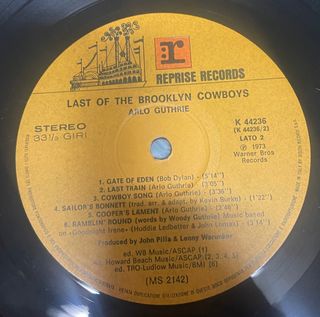 r
REPRISE RECORDS
LAST OF THE BROOKLYN COWBOYS
ARLO GUTHRIE
STEREO
33⅓ GIRI
K 44236
(K 44236/2)
LATO 2
℗ 1973
Warner Bros
Records
1. GATE OF EDEN (Bob Dylan) - (5'14")
2. LAST TRAIN (Arlo Guthrie) - (3'05")
3. COWBOY SONG (Arlo Guthrie) - (3'36")
4. SAILOR'S BONNETT (trad. arr. & adapt. by Kevin Burke) - (1'22")
5. COOPER'S LAMENT (Arlo Guthrie) -
6. RAMBLIN' ROUND (words by Woody Guthrie) Music based
on «Goodnight Irene» (Huddie Ledbetter & John Lomax) -
Produced by John Pilla & Lenny Waronker
ed. WB Music/ASCAP
ed. Howard Beach Music/ASCAP (2, 3, 4, 5)
ed. TRO-Ludlow Music/BMI (6)
(MS 2142)